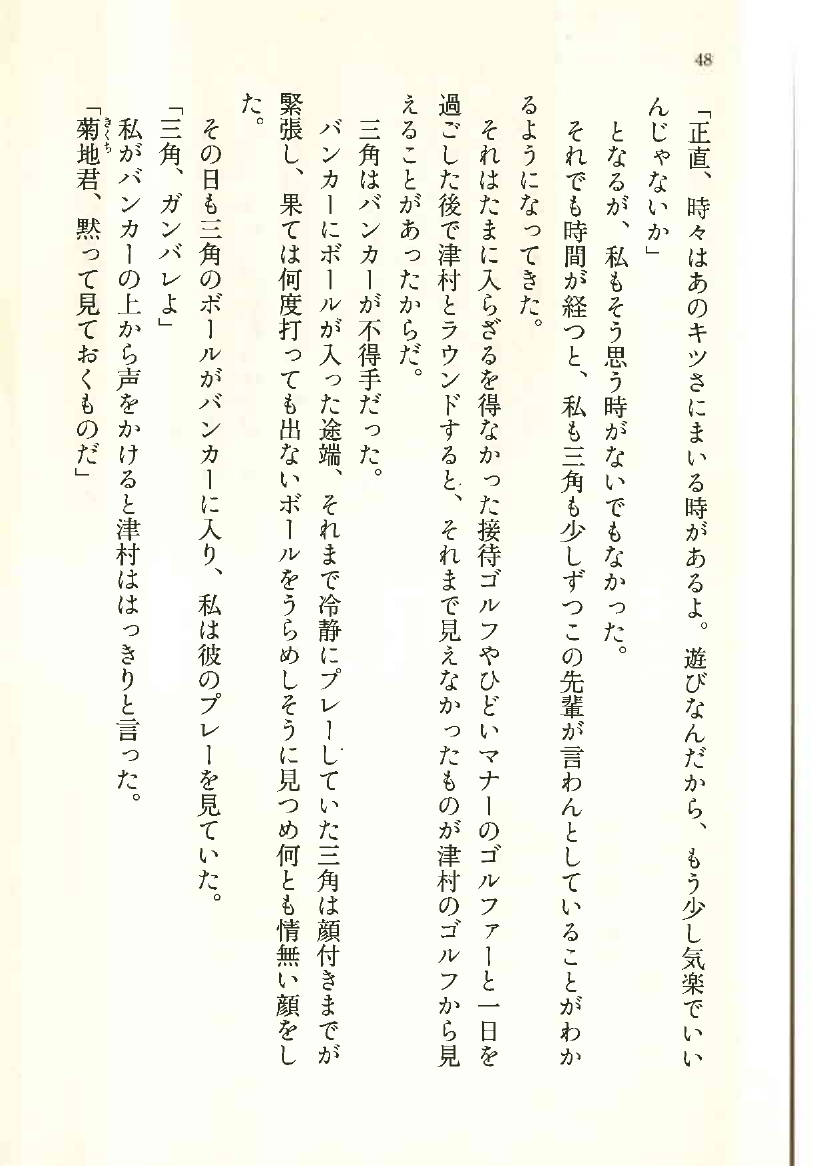 48
「正直、時々はあのキツさにまいる時があるよ。遊びなんだから、もう少し気楽でいい
んじゃないか」
となるが、私もそう思う時がないでもなかった。
それでも時間が経つと、私も三角も少しずつこの先輩が言わんとしていることがわか
るようになってきた。
それはたまに入らざるを得なかった接待ゴルフやひどいマナーのゴルファーと一日を
過ごした後で津村とラウンドすると、それまで見えなかったものが津村のゴルフから見
えることがあったからだ。
三角はバンカーが不得手だった。
バンカーにボールが入った途端、それまで冷静にプレーしていた三角は顔付きまでが
緊張し、果ては何度打っても出ないボールをうらめしそうに見つめ何とも情無い顔をし
た。
その日も三角のボールがバンカーに入り、私は彼のプレーを見ていた。
「三角、ガンバレよ」
私がバンカーの上から声をかけると津村ははっきりと言った。
「菊地君、黙って見ておくものだ」
きくち